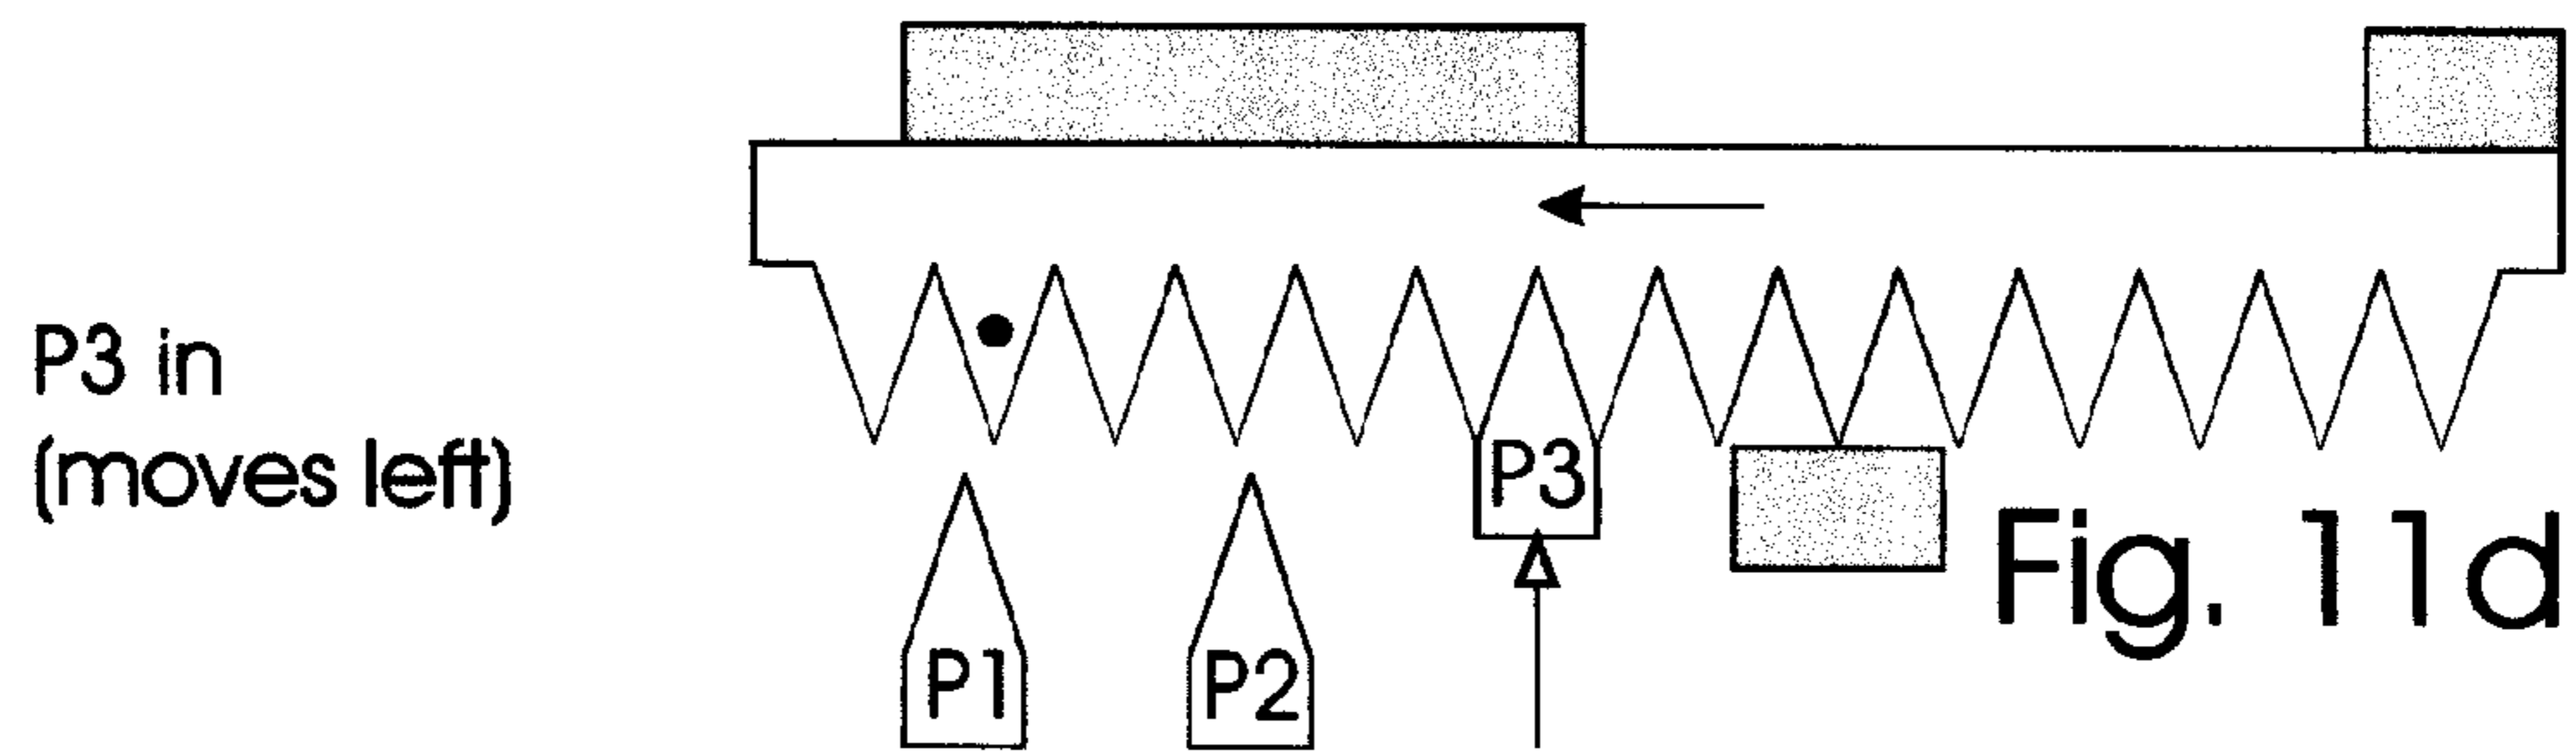 P3 in
(moves left)
P3
P1
P2
Fig. 11d